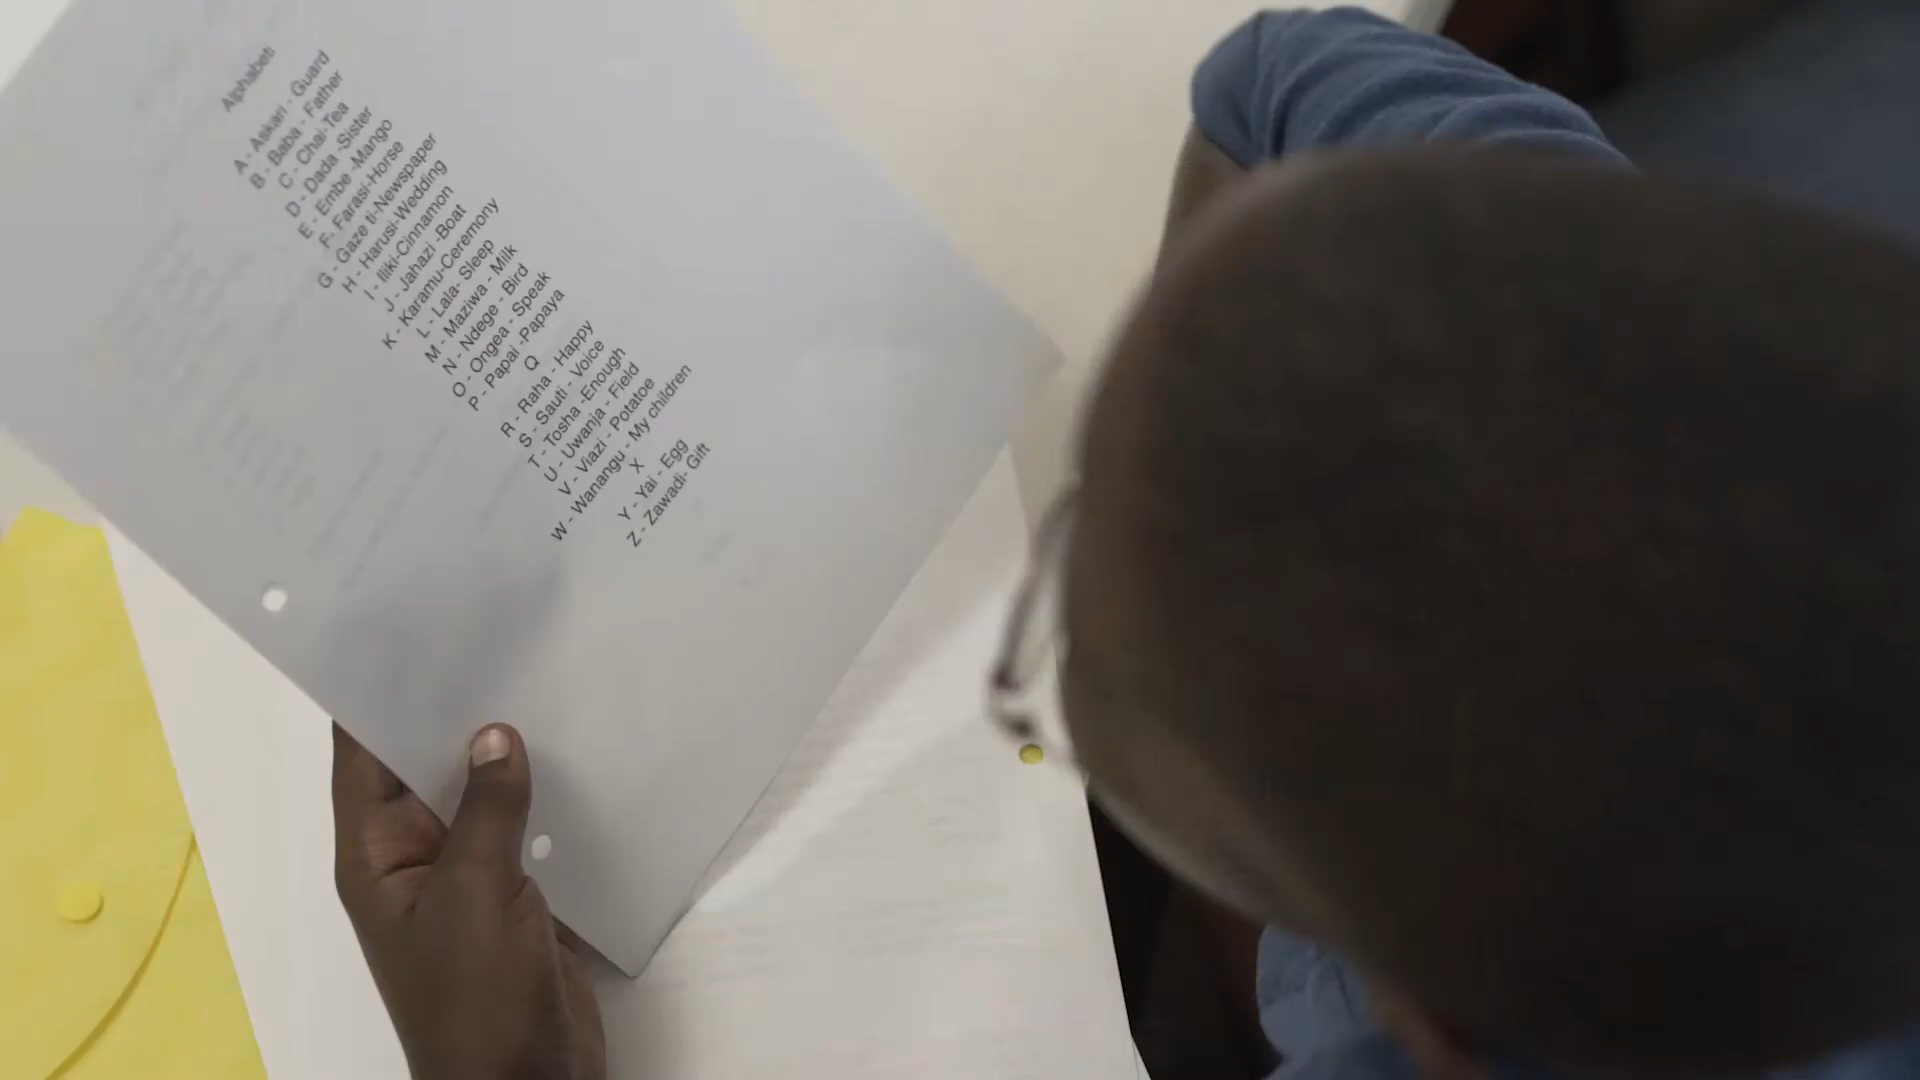 Alphabeti
A - Askari - Guard
B - Baba - Father
C - Chai-Tea
D - Dada -Sister
E - Embe -Mango
F- Farasi-Horse
G - Gaze ti-Newspaper
H - Harusi-Wedding
I - Iliki-Cinnamon
J - Jahazi -Boat
K - Karamu-Ceremony
L - Lala- Sleep
M - Maziwa - Milk
N - Ndege - Bird
O - Ongea - Speak
P - Papai -Papaya
Q
R - Raha - Happy
S - Sauti - Voice
T - Tosha -Enough
U - Uwanja - Field
V - Viazi - Potatoe
W - Wanangu - My children
X
Y - Yai - Egg
Z - Zawadi- Gift